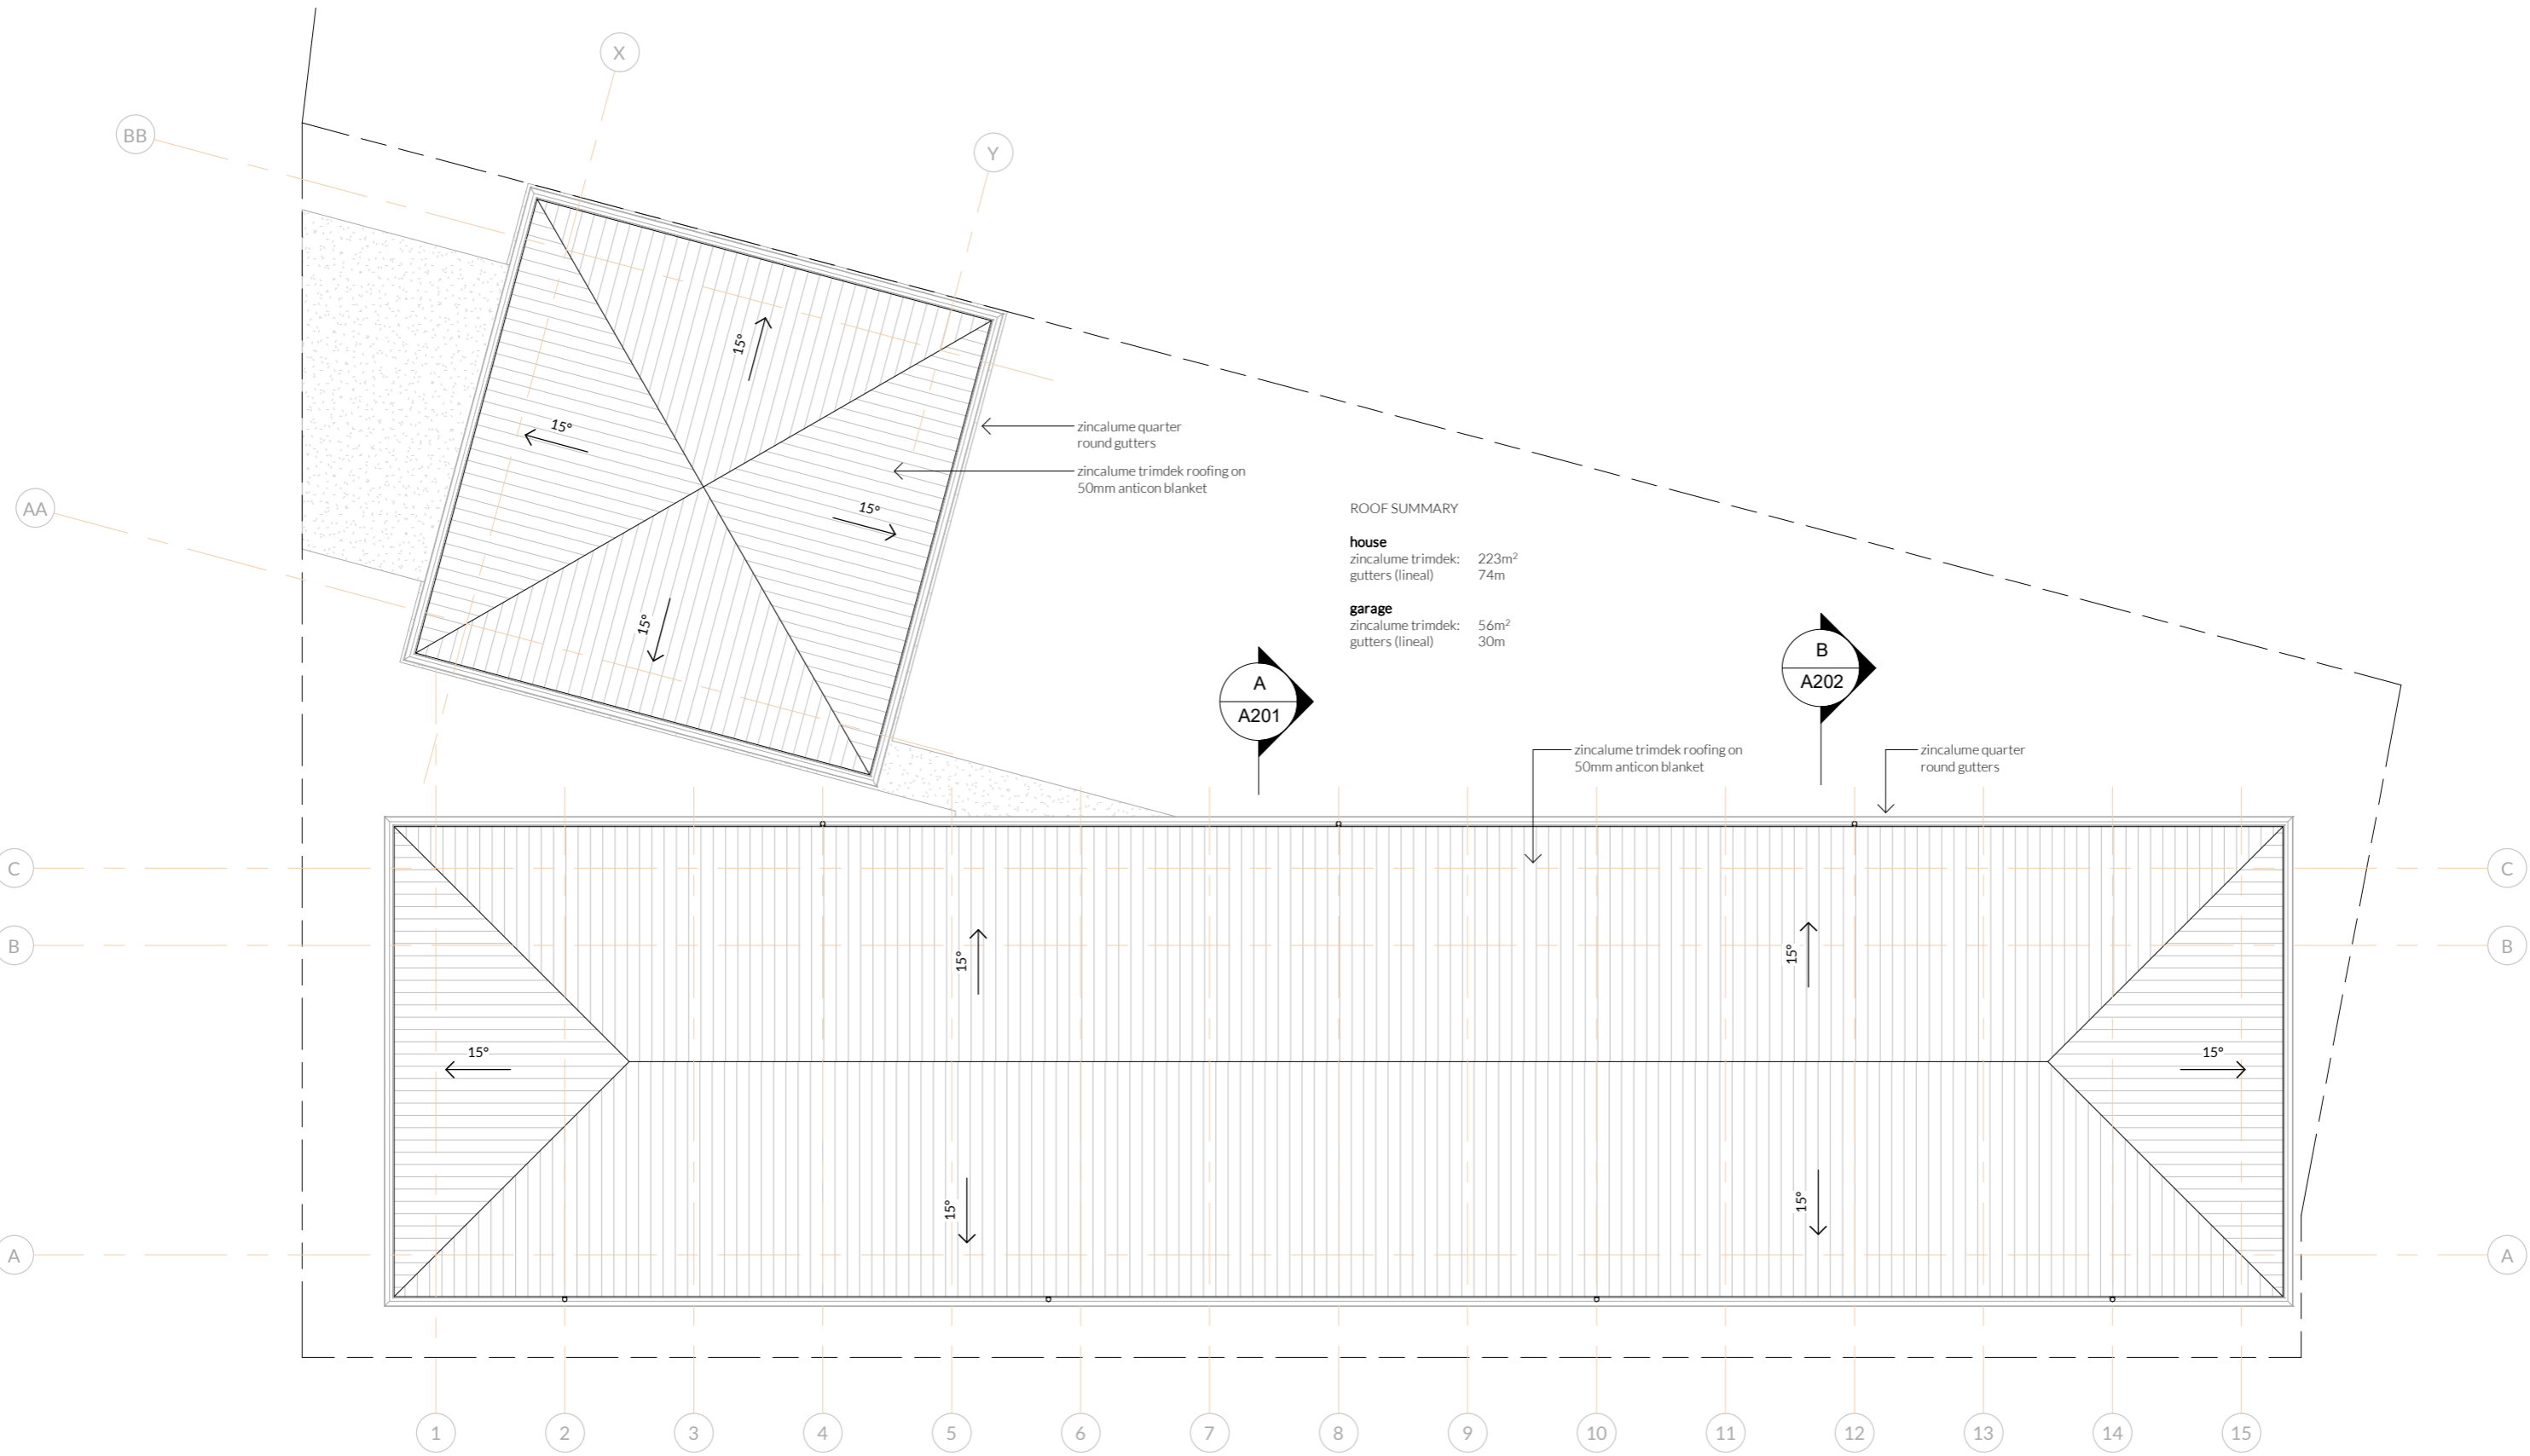 X
BB
Y
15°
zincalume quarter
round gutters
15°
zincalume trimdek roofing on
50mm anticon blanket
AA
15°
ROOF SUMMARY
house
zincalume trimdek: 223m²
gutters (lineal) 74m
15°
garage
zincalume trimdek: 56m²
gutters (lineal) 30m
A
A201
B
A202
zincalume trimdek roofing on
50mm anticon blanket
zincalume quarter
round gutters
C
C
B
15°
15°
B
15°
15°
15°
15°
A
A
1 2 3 4 5 6 7 8 9 10 11 12 13 14 15